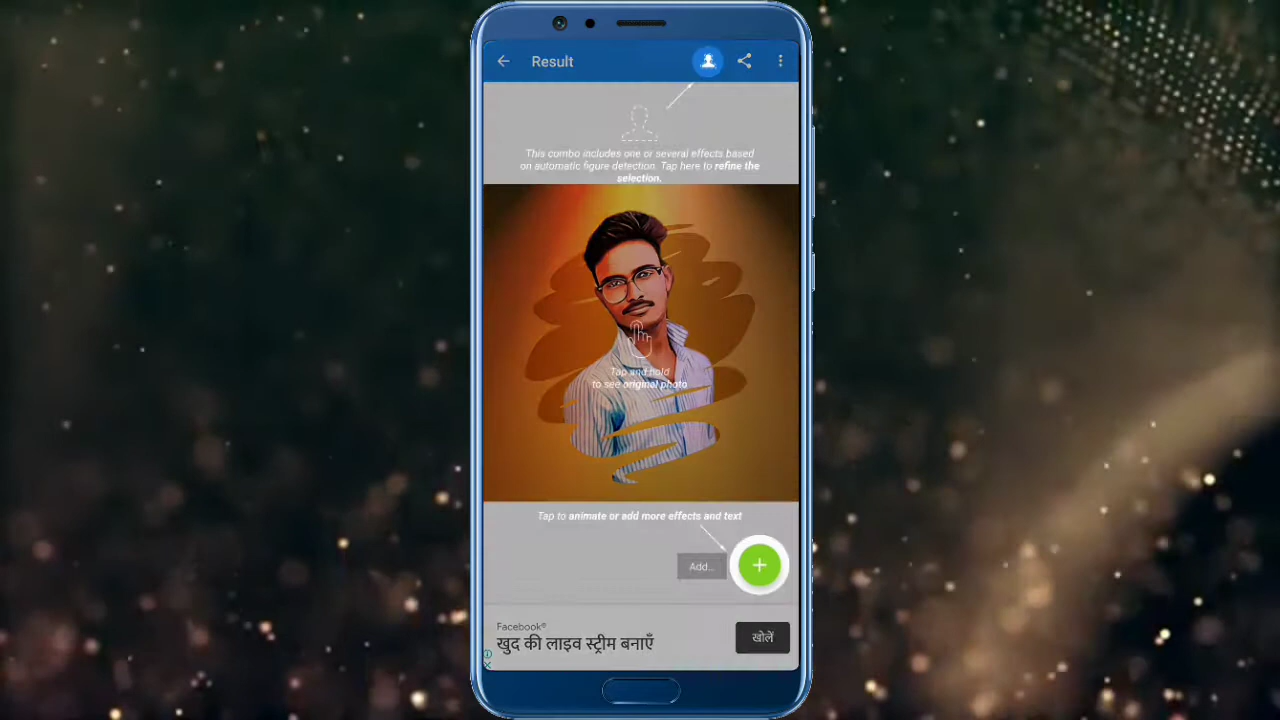 Result
This combo includes one or several effects based
on automatic figure detection. Tap here to refine the
selection.
Tap and hold
to see original photo
Tap to animate or add more effects and text
Add...
Facebook®
खुद की लाइव स्ट्रीम बनाएँ
खोलें